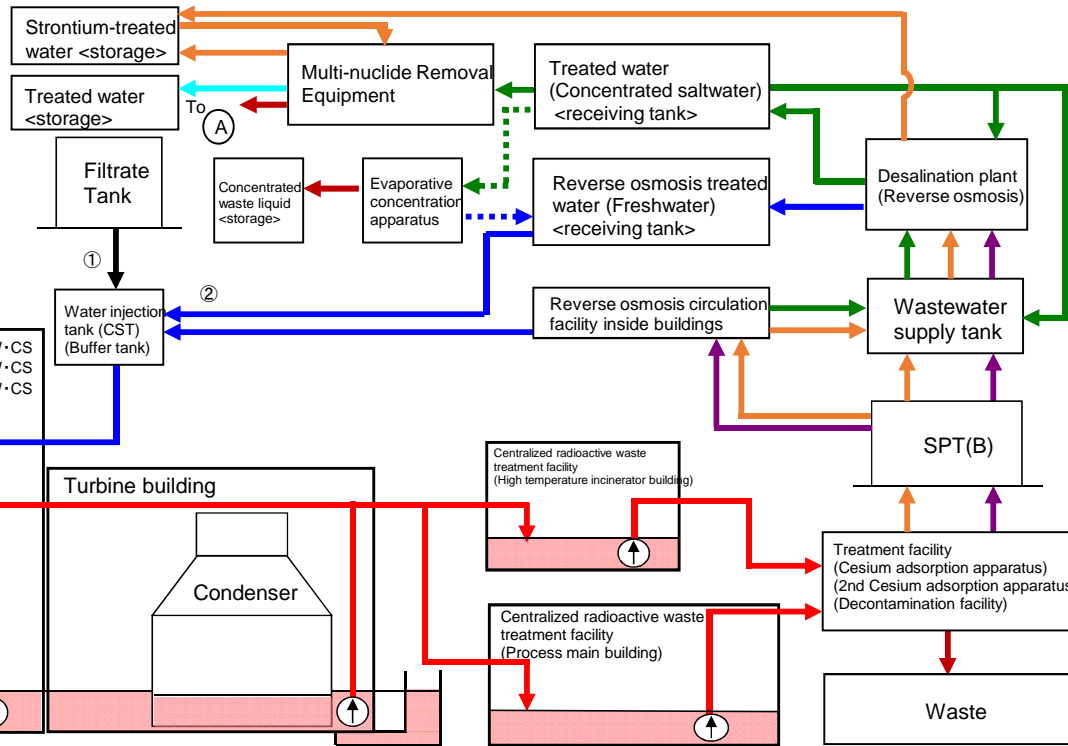 Strontium-treated
water <storage>
Treated water
<storage>
To
A
Multi-nuclide Removal
Equipment
Treated water
(Concentrated saltwater)
<receiving tank>
Filtrate
Tank
Concentrated
waste liquid
<storage>
Evaporative
concentration
apparatus
Reverse osmosis treated
water (Freshwater)
<receiving tank>
Desalination plant
(Reverse osmosis)
①
②
Water injection
tank (CST)
(Buffer tank)
Reverse osmosis circulation
facility inside buildings
Wastewater
supply tank
・CS
・CS
・CS
SPT(B)
Turbine building
Condenser
Centralized radioactive waste
treatment facility
(High temperature incinerator building)
Centralized radioactive waste
treatment facility
(Process main building)
Treatment facility
(Cesium adsorption apparatus)
(2nd Cesium adsorption apparatus
(Decontamination facility)
Waste